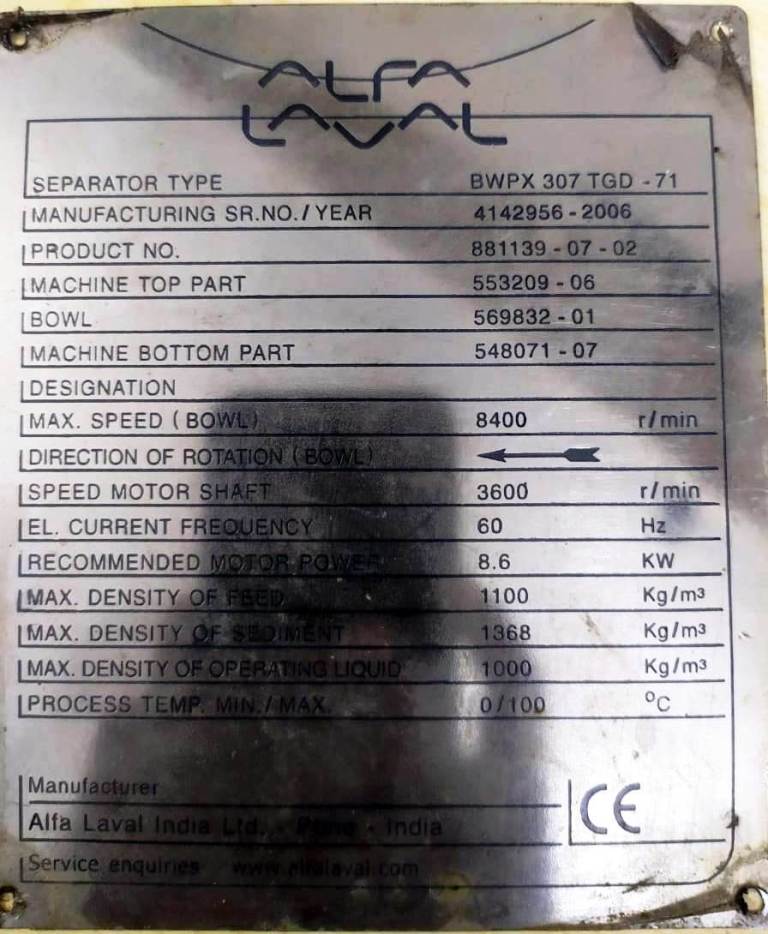 ALFA
LAVAL
SEPARATOR TYPE BWPX 307 TGD - 71
MANUFACTURING SR.NO. / YEAR 4142956 - 2006
PRODUCT NO. 881139 - 07 - 02
MACHINE TOP PART 553209 - 06
BOWL 569832 - 01
MACHINE BOTTOM PART 548071 - 07
DESIGNATION
MAX. SPEED ( BOWL ) 8400 r / min
DIRECTION OF ROTATION ( BOWL )
SPEED MOTOR SHAFT 3600 r / min
EL. CURRENT FREQUENCY 60 Hz
RECOMMENDED MOTOR POWER 8.6 KW
MAX. DENSITY OF FEED 1100 Kg / m³
MAX. DENSITY OF SEDIMENT 1368 Kg / m³
MAX. DENSITY OF OPERATING LIQUID 1000 Kg / m³
PROCESS TEMP. MIN. / MAX. 0 / 100 °C
Manufacturer
Alfa Laval India Ltd. - Pune - India
CE
Service enquiries www.alfalaval.com